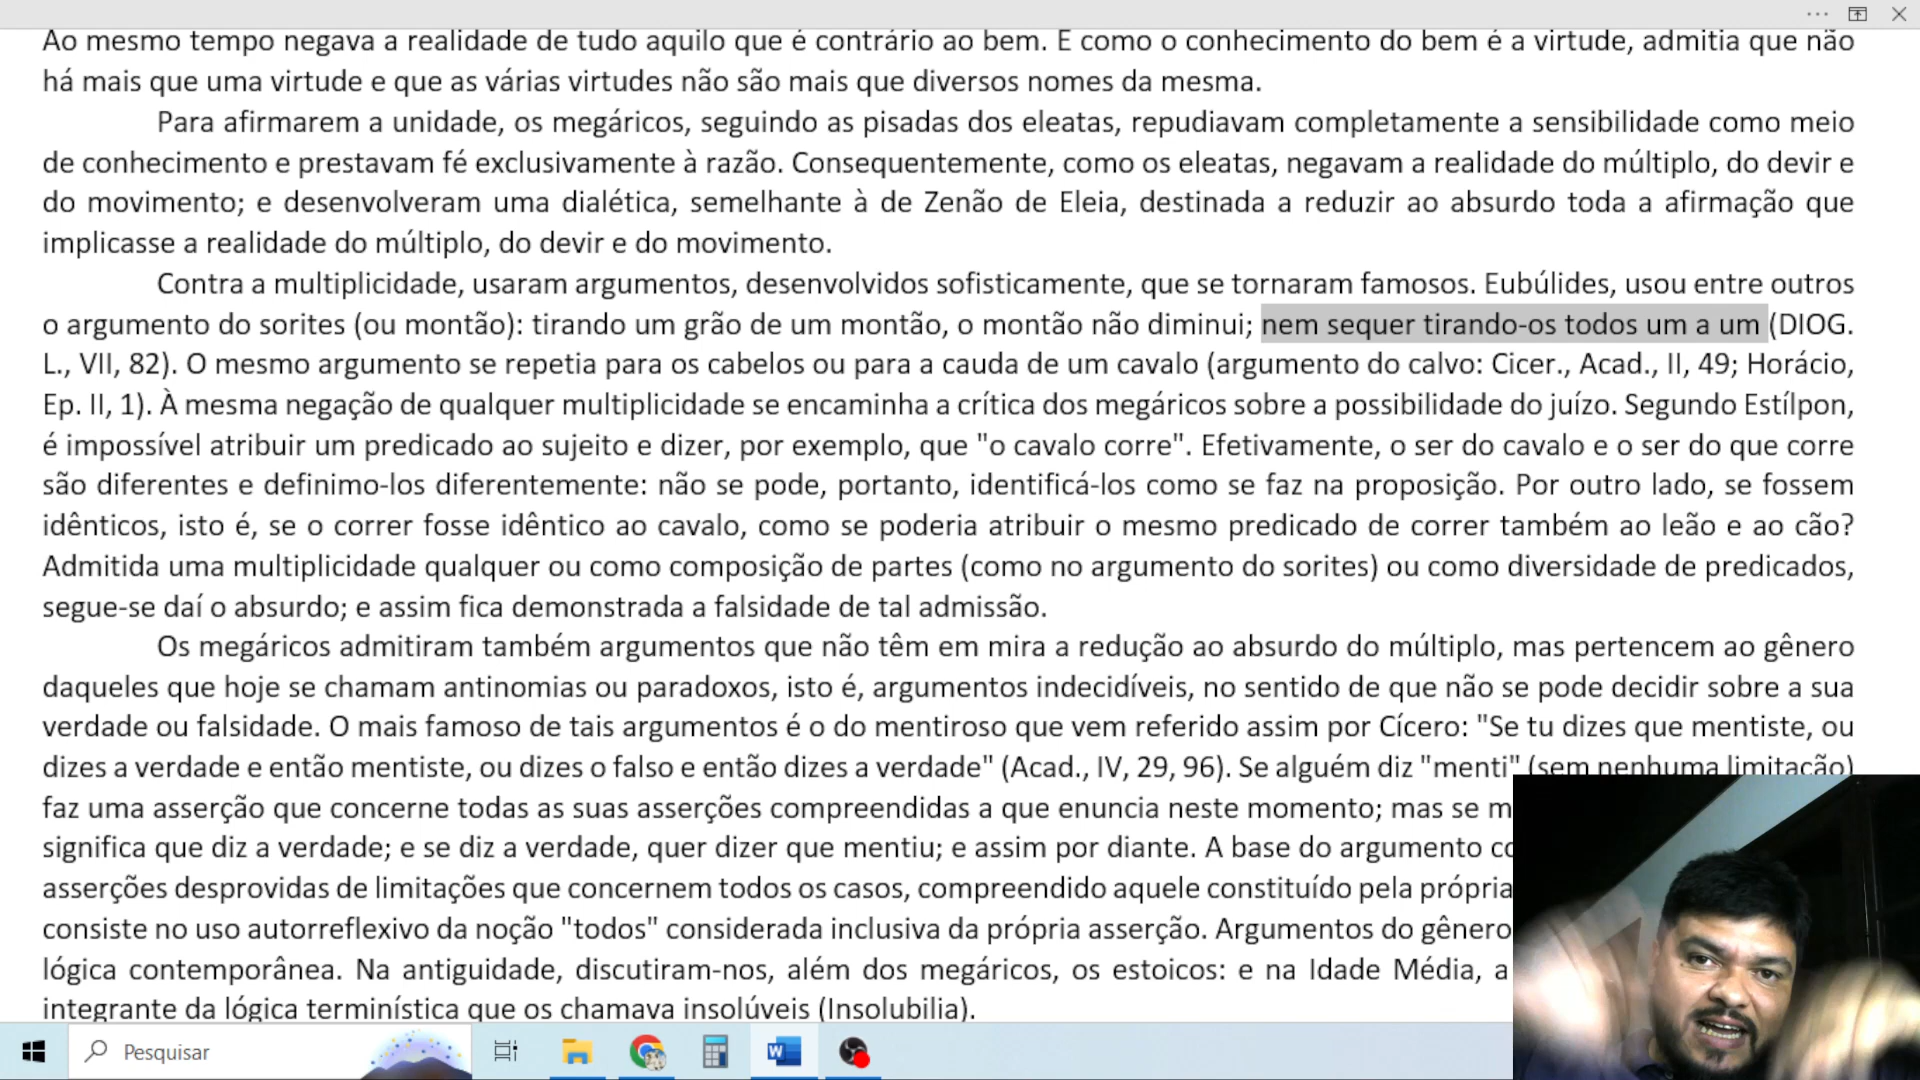 Ao mesmo tempo negava a realidade de tudo aquilo que é contrário ao bem. E como o conhecimento do bem é a virtude, admitia que não
há mais que uma virtude e que as várias virtudes não são mais que diversos nomes da mesma.
Para afirmarem a unidade, os megáricos, seguindo as pisadas dos eleatas, repudiavam completamente a sensibilidade como meio
de conhecimento e prestavam fé exclusivamente à razão. Consequentemente, como os eleatas, negavam a realidade do múltiplo, do devir e
do movimento; e desenvolveram uma dialética, semelhante à de Zenão de Eleia, destinada a reduzir ao absurdo toda a afirmação que
implicasse a realidade do múltiplo, do devir e do movimento.
Contra a multiplicidade, usaram argumentos, desenvolvidos sofisticamente, que se tornaram famosos. Eubúlides, usou entre outros
o argumento do sorites (ou montão): tirando um grão de um montão, o montão não diminui; nem sequer tirando-os todos um a um (DIOG.
L., VII, 82). O mesmo argumento se repetia para os cabelos ou para a cauda de um cavalo (argumento do calvo: Cicer., Acad., II, 49; Horácio,
Ep. II, 1). À mesma negação de qualquer multiplicidade se encaminha a crítica dos megáricos sobre a possibilidade do juízo. Segundo Estílpon,
é impossível atribuir um predicado ao sujeito e dizer, por exemplo, que "o cavalo corre". Efetivamente, o ser do cavalo e o ser do que corre
são diferentes e definimo-los diferentemente: não se pode, portanto, identificá-los como se faz na proposição. Por outro lado, se fossem
idênticos, isto é, se o correr fosse idêntico ao cavalo, como se poderia atribuir o mesmo predicado de correr também ao leão e ao cão?
Admitida uma multiplicidade qualquer ou como composição de partes (como no argumento do sorites) ou como diversidade de predicados,
segue-se daí o absurdo; e assim fica demonstrada a falsidade de tal admissão.
Os megáricos admitiram também argumentos que não têm em mira a redução ao absurdo do múltiplo, mas pertencem ao gênero
daqueles que hoje se chamam antinomias ou paradoxos, isto é, argumentos indecidíveis, no sentido de que não se pode decidir sobre a sua
verdade ou falsidade. O mais famoso de tais argumentos é o do mentiroso que vem referido assim por Cícero: "Se tu dizes que mentiste, ou
dizes a verdade e então mentiste, ou dizes o falso e então dizes a verdade" (Acad., IV, 29, 96). Se alguém diz "menti" (sem nenhuma limitação)
faz uma asserção que concerne todas as suas asserções compreendidas a que enuncia neste momento; mas se m
significa que diz a verdade; e se diz a verdade, quer dizer que mentiu; e assim por diante. A base do argumento co
asserções desprovidas de limitações que concernem todos os casos, compreendido aquele constituído pela própria
consiste no uso autorreflexivo da noção "todos" considerada inclusiva da própria asserção. Argumentos do gênero
lógica contemporânea. Na antiguidade, discutiram-nos, além dos megáricos, os estoicos: e na Idade Média, a
integrante da lógica terminística que os chamava insolúveis (Insolubilia).
Pesquisar